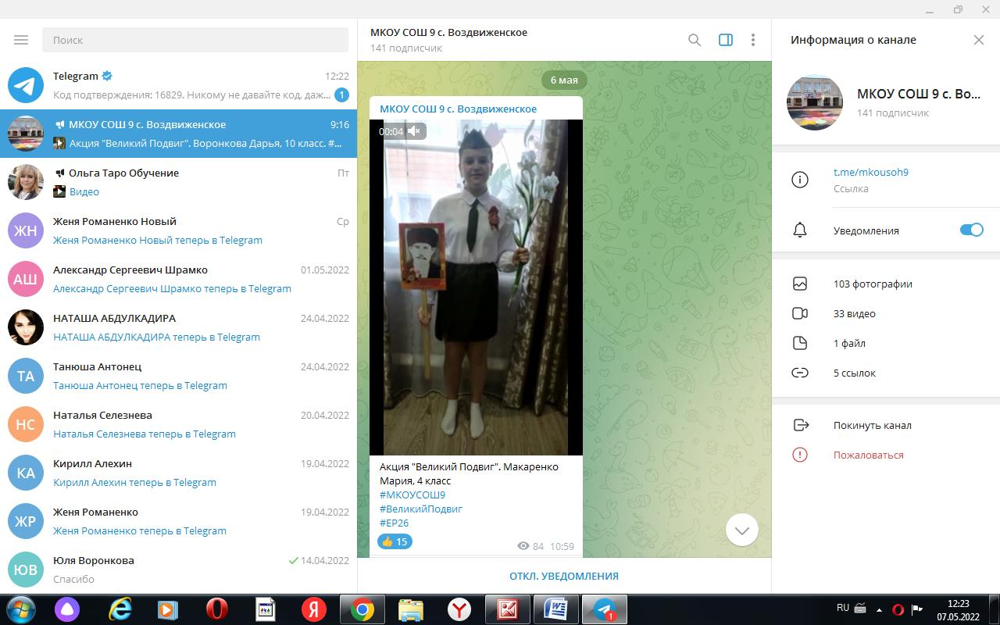 Поиск
Telegram
12:22
Код подтверждения: 16829. Никому не давайте код, даж...
1
МКОУ СОШ 9 с. Воздвиженское
9:16
Акция "Великий Подвиг". Воронкова Дарья, 10 класс. #...
Ольга Таро Обучение
Пт
Видео
Женя Романенко Новый
Ср
ЖН
Женя Романенко Новый теперь в Telegram
Александр Сергеевич Шрамко
01.05.2022
АШ
Александр Сергеевич Шрамко теперь в Telegram
НАТАША АБДУЛКАДИРА
24.04.2022
НАТАША АБДУЛКАДИРА теперь в Telegram
Танюша Антонец
24.04.2022
ТА
Танюша Антонец теперь в Telegram
Наталья Селезнева
20.04.2022
НС
Наталья Селезнева теперь в Telegram
Кирилл Алехин
19.04.2022
КА
Кирилл Алехин теперь в Telegram
Женя Романенко
19.04.2022
ЖР
Женя Романенко теперь в Telegram
Юля Воронкова
14.04.2022
ЮВ
Спасибо
МКОУ СОШ 9 с. Воздвиженское
141 подписчик
6 мая
МКОУ СОШ 9 с. Воздвиженское
00:04
Акция "Великий Подвиг". Макаренко
Мария, 4 класс
#МКОУСОШ9
#ВеликийПодвиг
#ЕР26
15
84 10:59
ОТКЛ. УВЕДОМЛЕНИЯ
Информация о канале
МКОУ СОШ 9 с. Во...
141 подписчик
t.me/mkousoh9
Ссылка
Уведомления
103 фотографии
33 видео
1 файл
5 ссылок
Покинуть канал
Пожаловаться
1
RU
12:23
07.05.2022